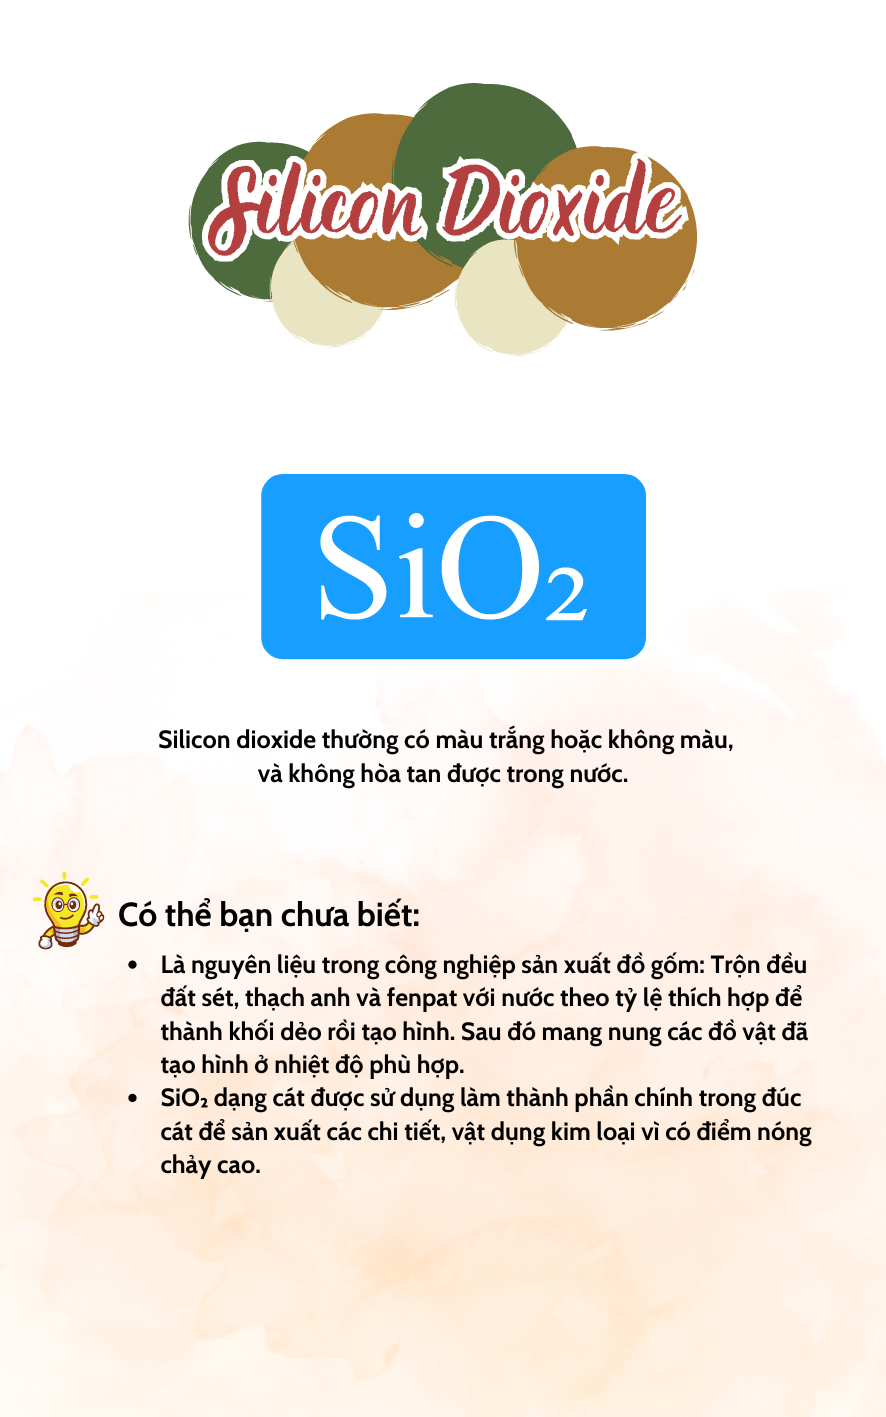 Silicon Dioxide
SiO₂
Silicon dioxide thường có màu trắng hoặc không màu,
và không hòa tan được trong nước.
Có thể bạn chưa biết:
• Là nguyên liệu trong công nghiệp sản xuất đồ gốm: Trộn đều
đất sét, thạch anh và fenpat với nước theo tỷ lệ thích hợp để
thành khối dẻo rồi tạo hình. Sau đó mang nung các đồ vật đã
tạo hình ở nhiệt độ phù hợp.
• SiO₂ dạng cát được sử dụng làm thành phần chính trong đúc
cát để sản xuất các chi tiết, vật dụng kim loại vì có điểm nóng
chảy cao.